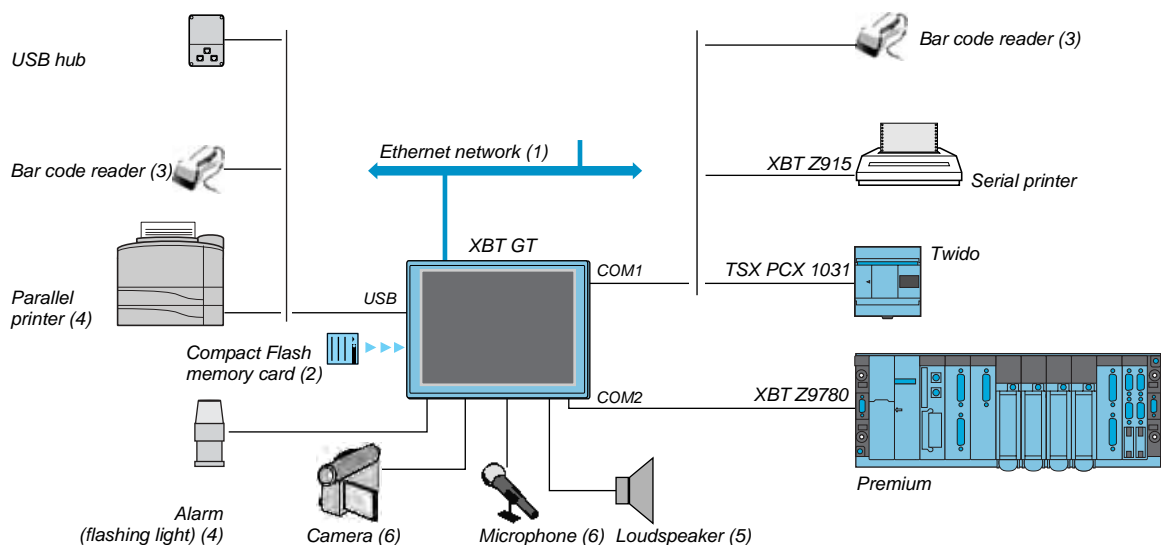 USB hub
Bar code reader (3)
Bar code reader (3)
Ethernet network (1)
XBT Z915
Serial printer
XBT GT
Twido
COM1
TSX PCX 1031
USB
Parallel
printer (4)
Compact Flash
memory card (2)
COM2
XBT Z9780
Premium
Alarm
(flashing light) (4)
Camera (6)
Microphone (6)
Loudspeaker (5)